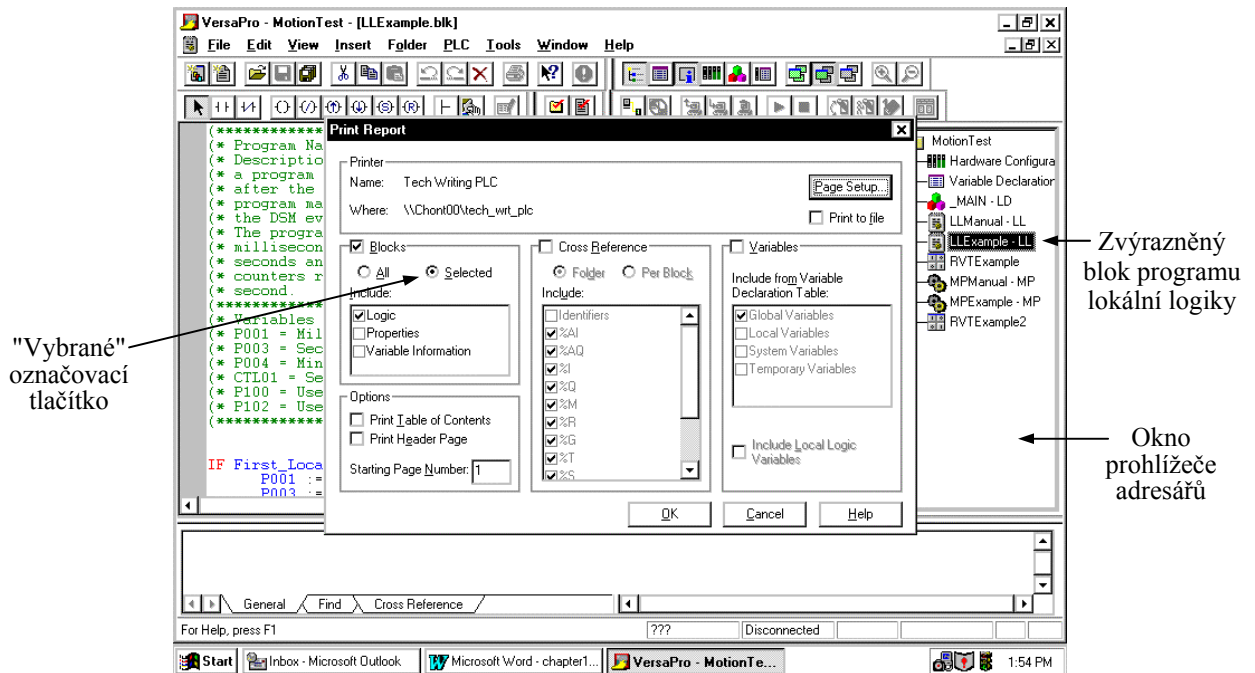 VersaPro - MotionTest - [LLExample.blk]
File Edit View Insert Folder PLC Tools Window Help
(************
(* Program Na
(* Descriptio
(* a program
(* after the
(* program ma
(* the DSM ev
(* The progra
(* millisecon
(* seconds an
(* counters r
(* second.
(************
(* Variables
(* P001 = Mil
(* P003 = Sec
(* P004 = Min
(* CTL01 = Se
(* P100 = Use
(* P102 = Use
(************
IF First_Loca
P001 :=
P003 :=
Print Report
Printer
Name: Tech Writing PLC
Page Setup...
Where: \\Chont00\tech_wrt_plc
Print to file
Blocks
All Selected
Include:
Logic
Properties
Variable Information
Options
Print Table of Contents
Print Header Page
Starting Page Number: 1
Cross Reference
Folder Per Block
Include:
Identifiers
%AI
%AQ
%I
%Q
%M
%R
%G
%T
%S
Variables
Include from Variable
Declaration Table:
Global Variables
Local Variables
System Variables
Temporary Variables
Include Local Logic
Variables
OK Cancel Help
MotionTest
Hardware Configura
Variable Declaration
_MAIN - LD
LLManual - LL
LLExample - LL
RVTExample
MPManual - MP
MPExample - MP
RVTExample2
Zvýrazněný
blok programu
lokální logiky
"Vybrané"
označovací
tlačítko
Okno
prohlížeče
adresářů
General Find Cross Reference
For Help, press F1 ??? Disconnected
Start Inbox - Microsoft Outlook Microsoft Word - chapter1... VersaPro - MotionTe... 1:54 PM